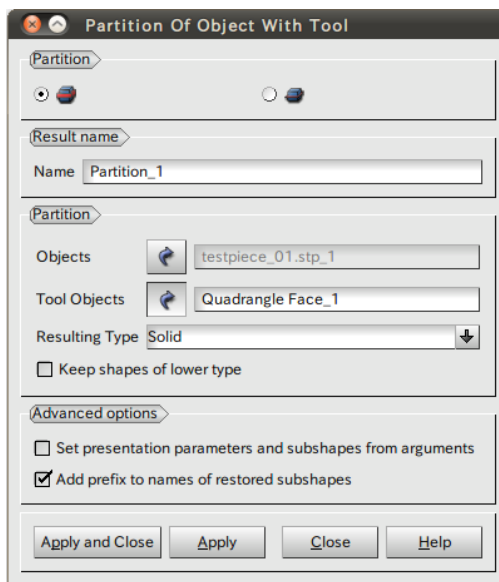 Partition Of Object With Tool
Partition
Result name
Name Partition_1
Partition
Objects testpiece_01.stp_1
Tool Objects Quadrangle Face_1
Resulting Type Solid
Keep shapes of lower type
Advanced options
Set presentation parameters and subshapes from arguments
Add prefix to names of restored subshapes
Apply and Close Apply Close Help